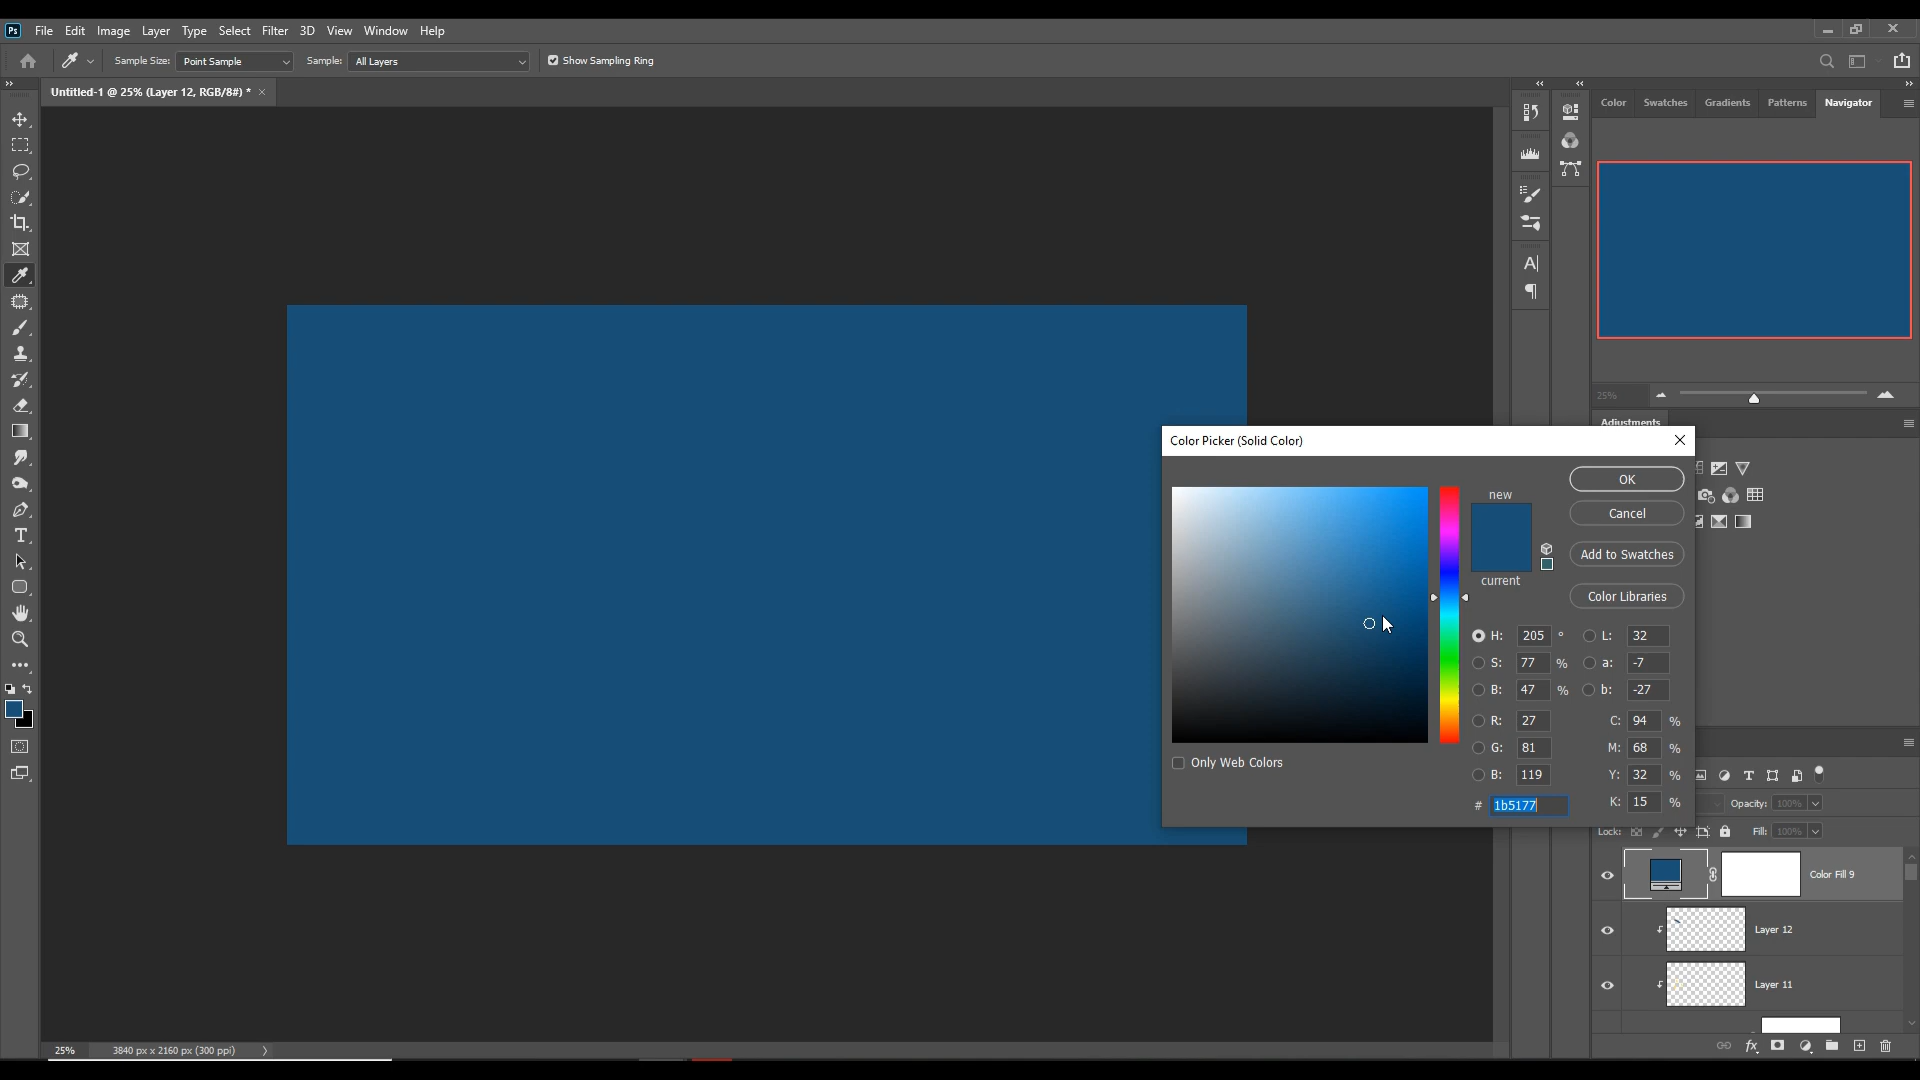 Ps File Edit Image Layer Type Select Filter 3D View Window Help
Sample Size: Point Sample Sample: All Layers Show Sampling Ring
Untitled-1 @ 25% (Layer 12, RGB/8#) * ×
Color Swatches Gradients Patterns Navigator
25%
Adjustments
Color Picker (Solid Color)
new
current
OK
Cancel
Add to Swatches
Color Libraries
H: 205 ° L: 32
S: 77 % a: -7
B: 47 % b: -27
R: 27 C: 94 %
G: 81 M: 68 %
B: 119 Y: 32 %
# 1b5177 K: 15 %
Only Web Colors
Opacity: 100%
Lock: Fill: 100%
Color Fill 9
Layer 12
Layer 11
25% 3840 px x 2160 px (300 ppi)